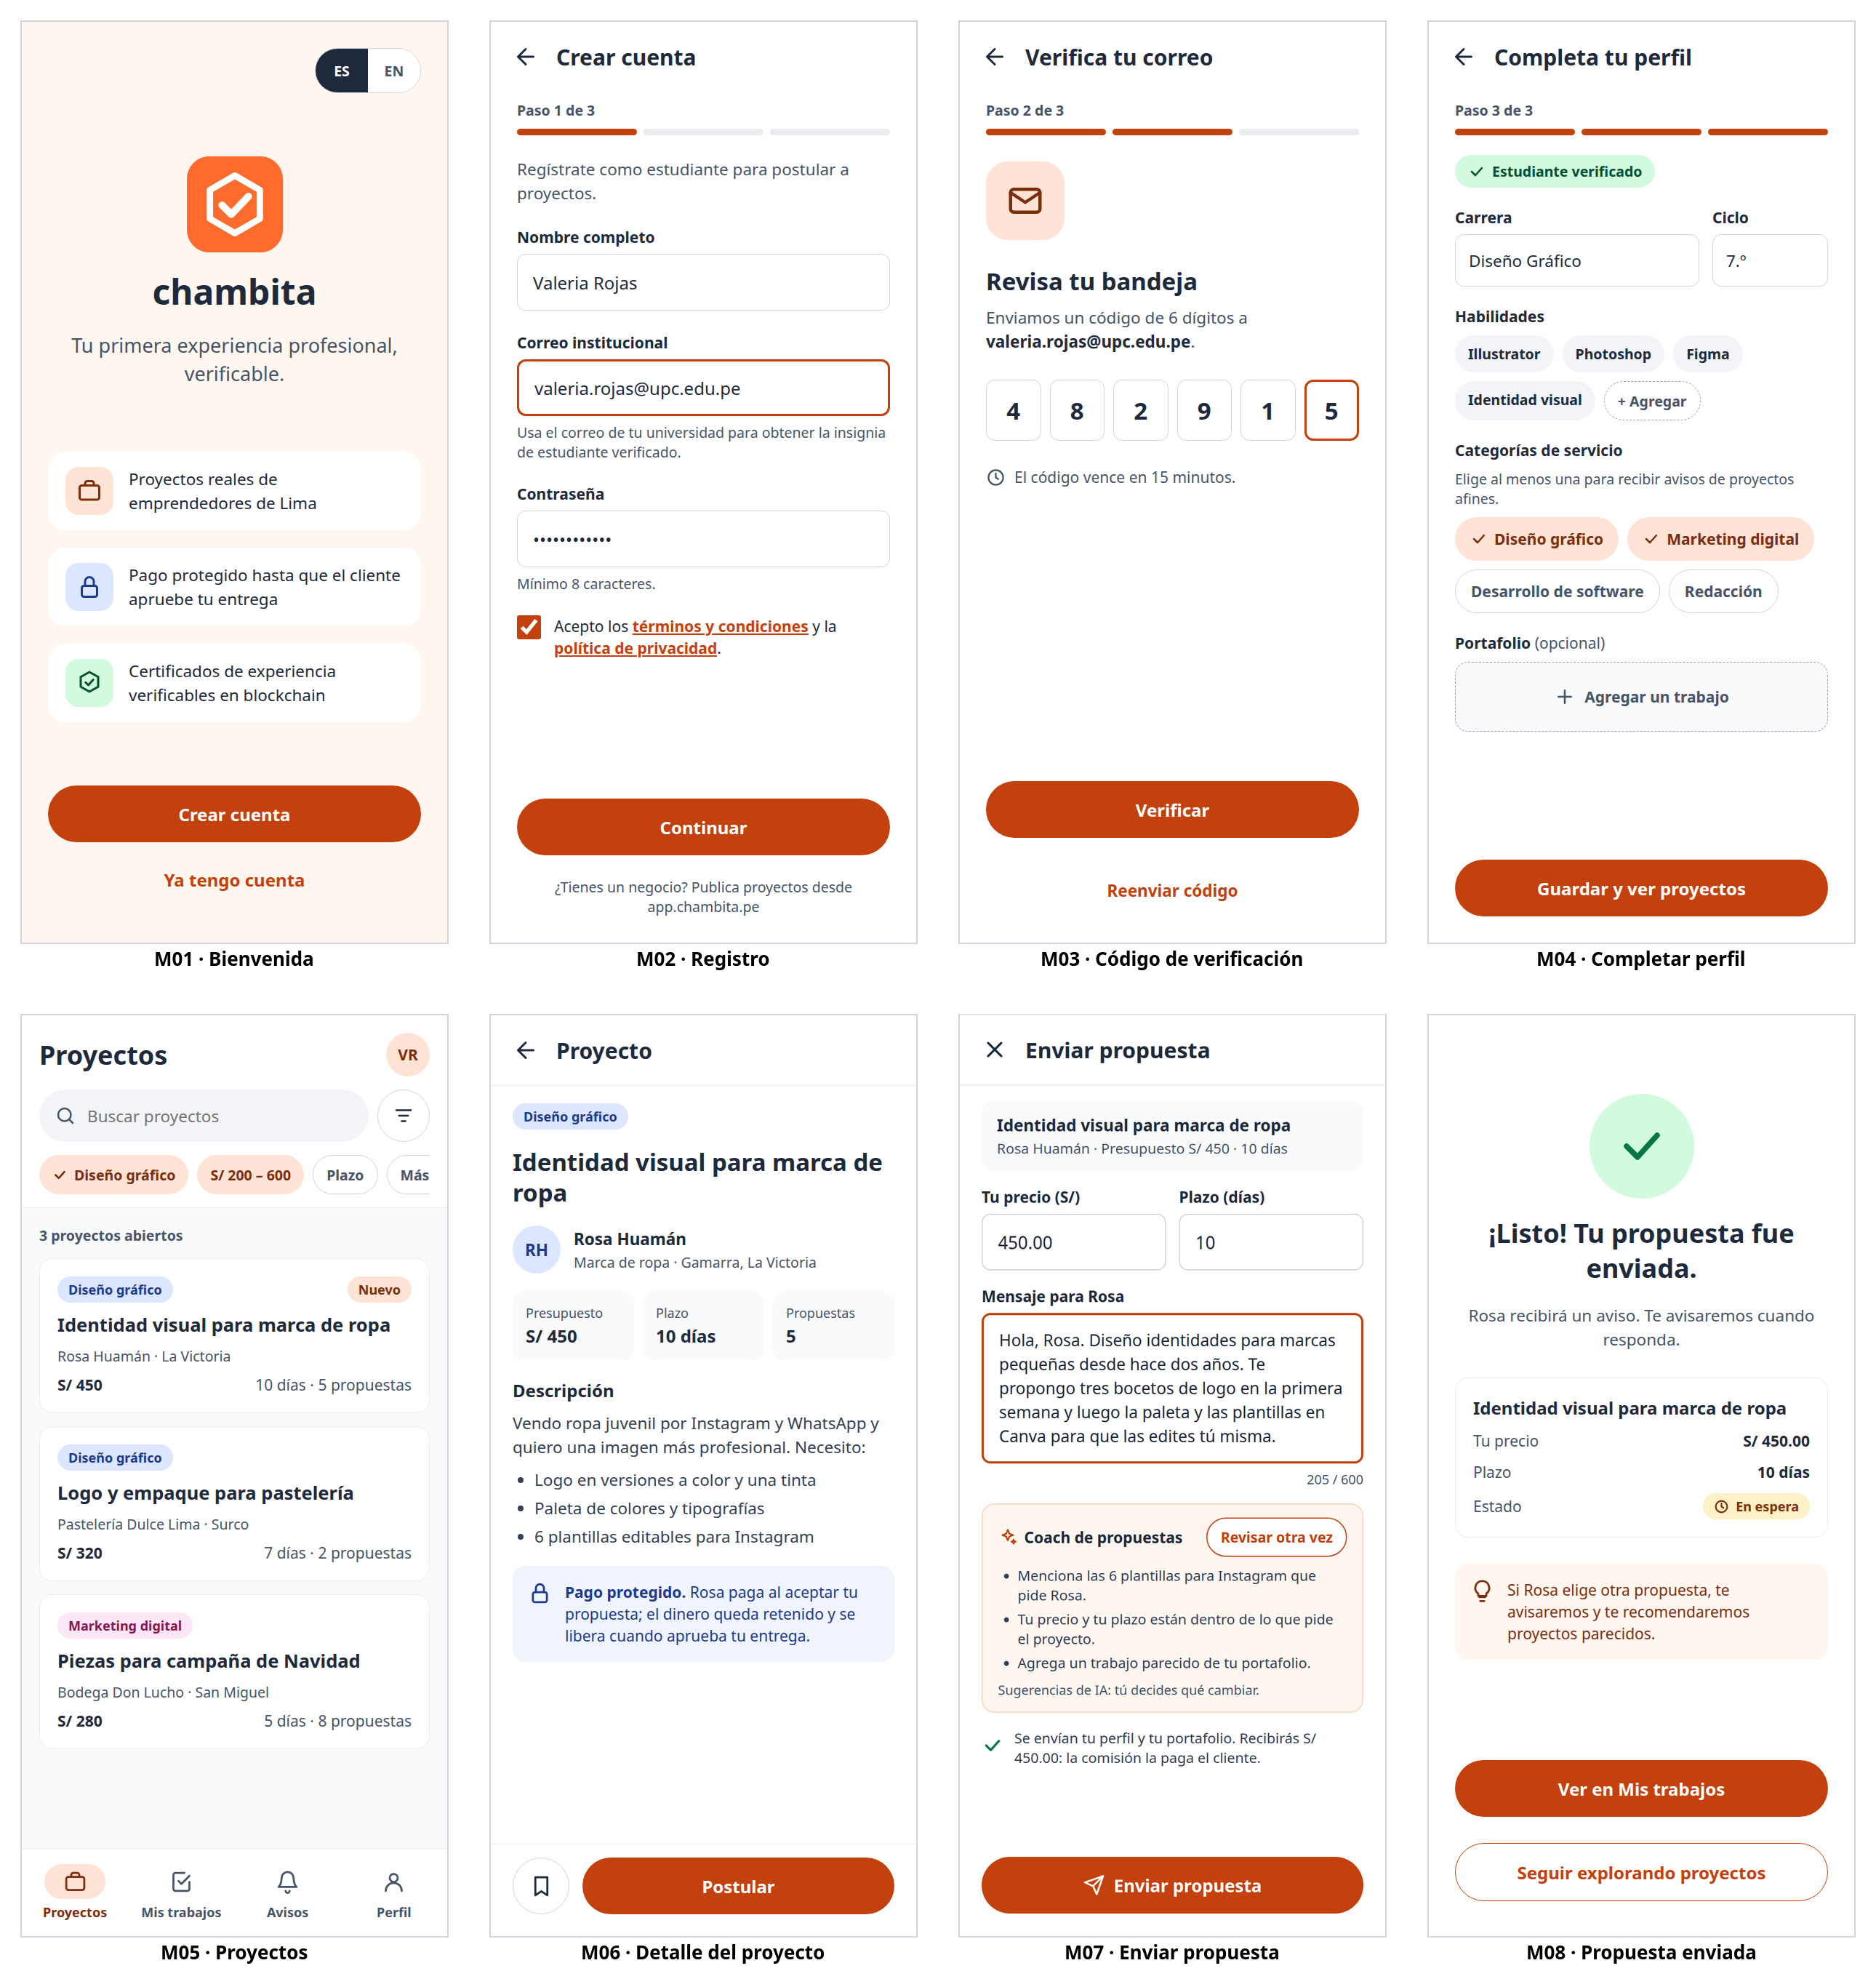 ES
EN
chambita
Tu primera experiencia profesional,
verificable.
Proyectos reales de
emprendedores de Lima
Pago protegido hasta que el cliente
apruebe tu entrega
Certificados de experiencia
verificables en blockchain
Crear cuenta
Ya tengo cuenta
M01 · Bienvenida
Crear cuenta
Paso 1 de 3
Regístrate como estudiante para postular a
proyectos.
Nombre completo
Valeria Rojas
Correo institucional
valeria.rojas@upc.edu.pe
Usa el correo de tu universidad para obtener la insignia
de estudiante verificado.
Contraseña
••••••••••••
Mínimo 8 caracteres.
Acepto los términos y condiciones y la
política de privacidad.
Continuar
¿Tienes un negocio? Publica proyectos desde
app.chambita.pe
M02 · Registro
Verifica tu correo
Paso 2 de 3
Revisa tu bandeja
Enviamos un código de 6 dígitos a
valeria.rojas@upc.edu.pe.
4 8 2 9 1 5
El código vence en 15 minutos.
Verificar
Reenviar código
M03 · Código de verificación
Completa tu perfil
Paso 3 de 3
Estudiante verificado
Carrera
Ciclo
Diseño Gráfico
7.º
Habilidades
Illustrator
Photoshop
Figma
Identidad visual
+ Agregar
Categorías de servicio
Elige al menos una para recibir avisos de proyectos
afines.
Diseño gráfico
Marketing digital
Desarrollo de software
Redacción
Portafolio (opcional)
Agregar un trabajo
Guardar y ver proyectos
M04 · Completar perfil
Proyectos
VR
Buscar proyectos
Diseño gráfico
S/ 200 – 600
Plazo
Más
3 proyectos abiertos
Diseño gráfico
Nuevo
Identidad visual para marca de ropa
Rosa Huamán · La Victoria
S/ 450
10 días · 5 propuestas
Diseño gráfico
Logo y empaque para pastelería
Pastelería Dulce Lima · Surco
S/ 320
7 días · 2 propuestas
Marketing digital
Piezas para campaña de Navidad
Bodega Don Lucho · San Miguel
S/ 280
5 días · 8 propuestas
Proyectos
Mis trabajos
Avisos
Perfil
M05 · Proyectos
Proyecto
Diseño gráfico
Identidad visual para marca de
ropa
RH
Rosa Huamán
Marca de ropa · Gamarra, La Victoria
Presupuesto
S/ 450
Plazo
10 días
Propuestas
5
Descripción
Vendo ropa juvenil por Instagram y WhatsApp y
quiero una imagen más profesional. Necesito:
• Logo en versiones a color y una tinta
• Paleta de colores y tipografías
• 6 plantillas editables para Instagram
Pago protegido. Rosa paga al aceptar tu
propuesta; el dinero queda retenido y se
libera cuando aprueba tu entrega.
Postular
M06 · Detalle del proyecto
Enviar propuesta
Identidad visual para marca de ropa
Rosa Huamán · Presupuesto S/ 450 · 10 días
Tu precio (S/)
Plazo (días)
450.00
10
Mensaje para Rosa
Hola, Rosa. Diseño identidades para marcas
pequeñas desde hace dos años. Te
propongo tres bocetos de logo en la primera
semana y luego la paleta y las plantillas en
Canva para que las edites tú misma.
205 / 600
Coach de propuestas
Revisar otra vez
• Menciona las 6 plantillas para Instagram que
pide Rosa.
• Tu precio y tu plazo están dentro de lo que pide
el proyecto.
• Agrega un trabajo parecido de tu portafolio.
Sugerencias de IA: tú decides qué cambiar.
Se envían tu perfil y tu portafolio. Recibirás S/
450.00: la comisión la paga el cliente.
Enviar propuesta
M07 · Enviar propuesta
¡Listo! Tu propuesta fue
enviada.
Rosa recibirá un aviso. Te avisaremos cuando
responda.
Identidad visual para marca de ropa
Tu precio
S/ 450.00
Plazo
10 días
Estado
En espera
Si Rosa elige otra propuesta, te
avisaremos y te recomendaremos
proyectos parecidos.
Ver en Mis trabajos
Seguir explorando proyectos
M08 · Propuesta enviada